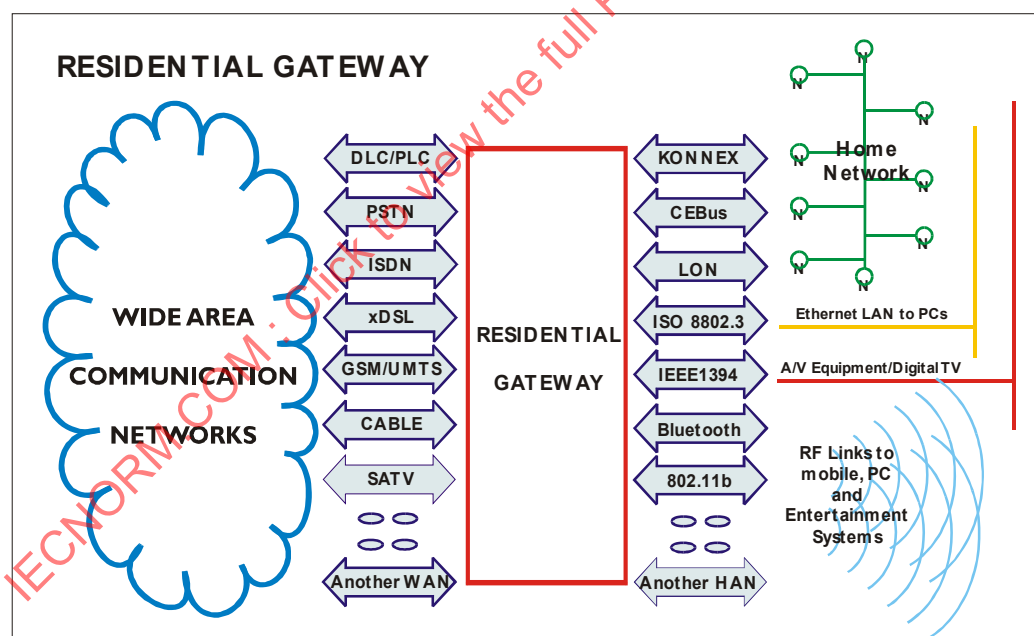 RESIDENTIAL GATEWAY
WIDE AREA
COMMUNICATION
NETWORKS
DLC/PLC
PSTN
ISDN
xDSL
GSM/UMTS
CABLE
SATV
Another WAN
RESIDENTIAL
GATEWAY
KONNEX
CEBus
LON
ISO 8802.3
IEEE1394
Bluetooth
802.11b
Another HAN
N
N
N
N
N
N
N
N
N
Home
Network
Ethernet LAN to PCs
A/V Equipment/Digital TV
RF Links to
mobile, PC
and
Entertainment
Systems
IECNORM.COM : Click to view the full